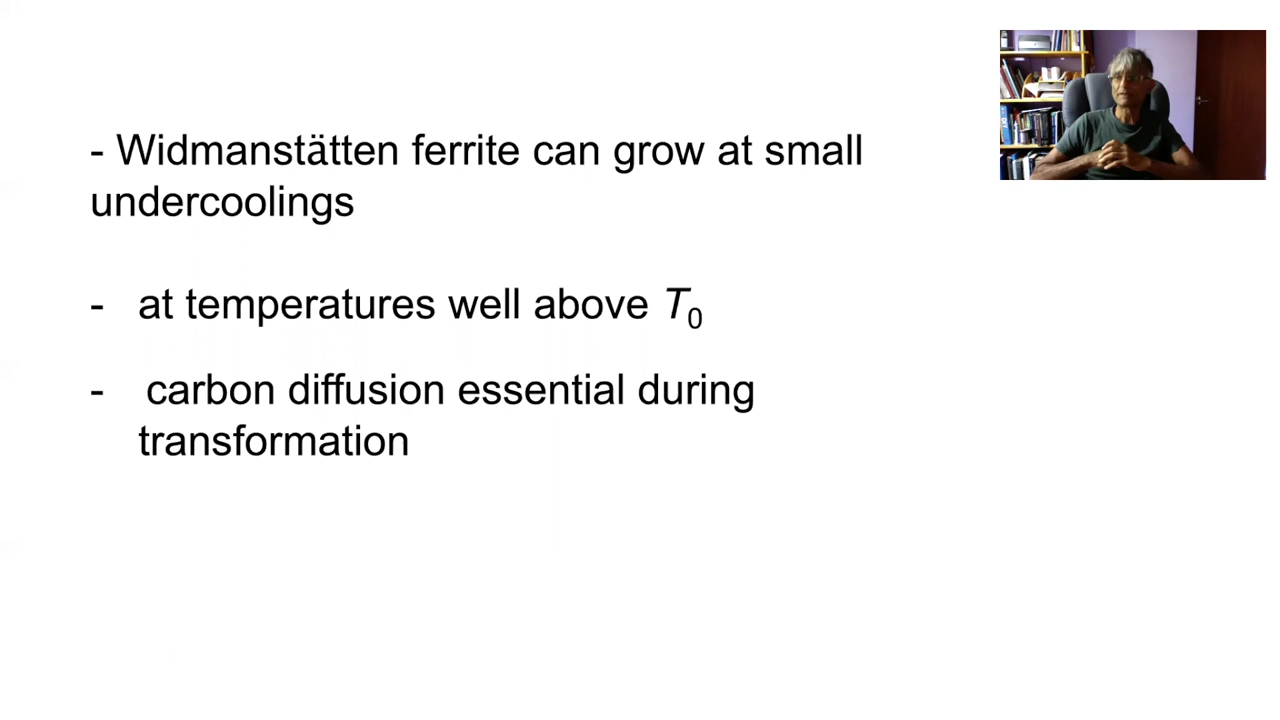 - Widmanstätten ferrite can grow at small
undercoolings
- at temperatures well above T₀
- carbon diffusion essential during
transformation